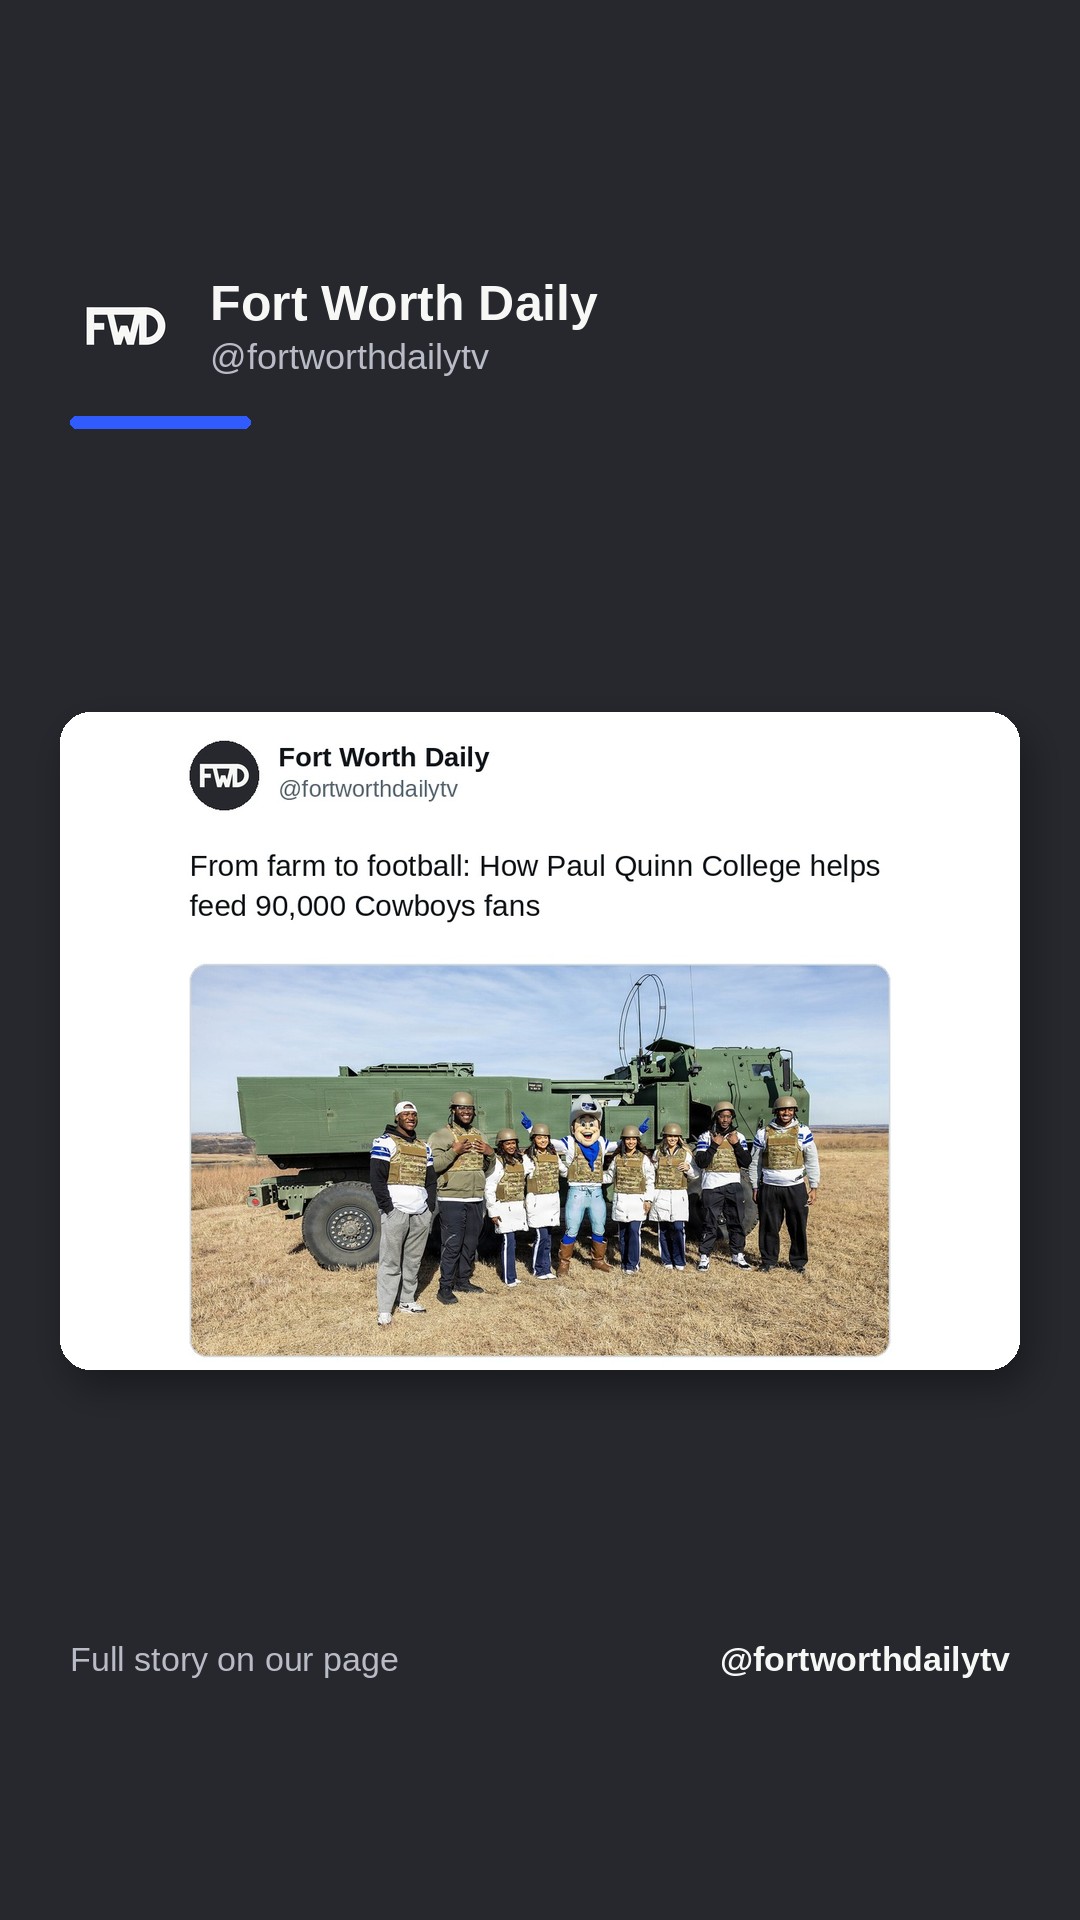 FWD
Fort Worth Daily
@fortworthdailytv
FWD
Fort Worth Daily
@fortworthdailytv
From farm to football: How Paul Quinn College helps
feed 90,000 Cowboys fans
Full story on our page
@fortworthdailytv